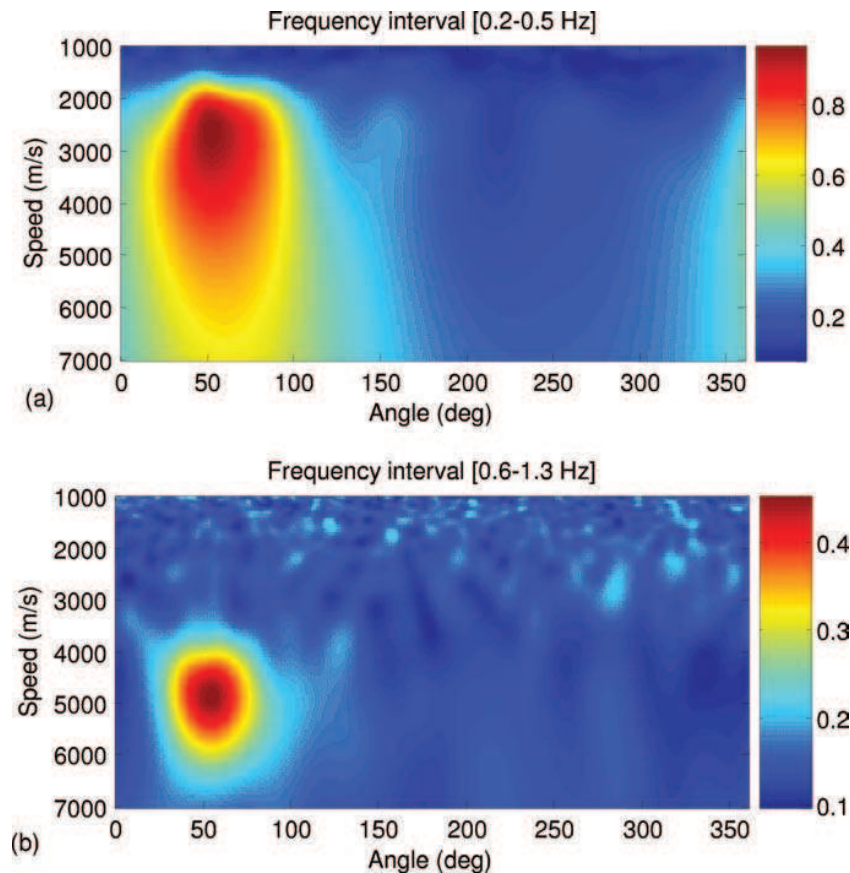 Frequency interval [0.2-0.5 Hz]
1000
2000
3000
4000
5000
6000
7000
Speed (m/s)
0 50 100 150 200 250 300 350
Angle (deg)
0.8
0.6
0.4
0.2
(a)
Frequency interval [0.6-1.3 Hz]
1000
2000
3000
4000
5000
6000
7000
Speed (m/s)
0 50 100 150 200 250 300 350
Angle (deg)
0.4
0.3
0.2
0.1
(b)